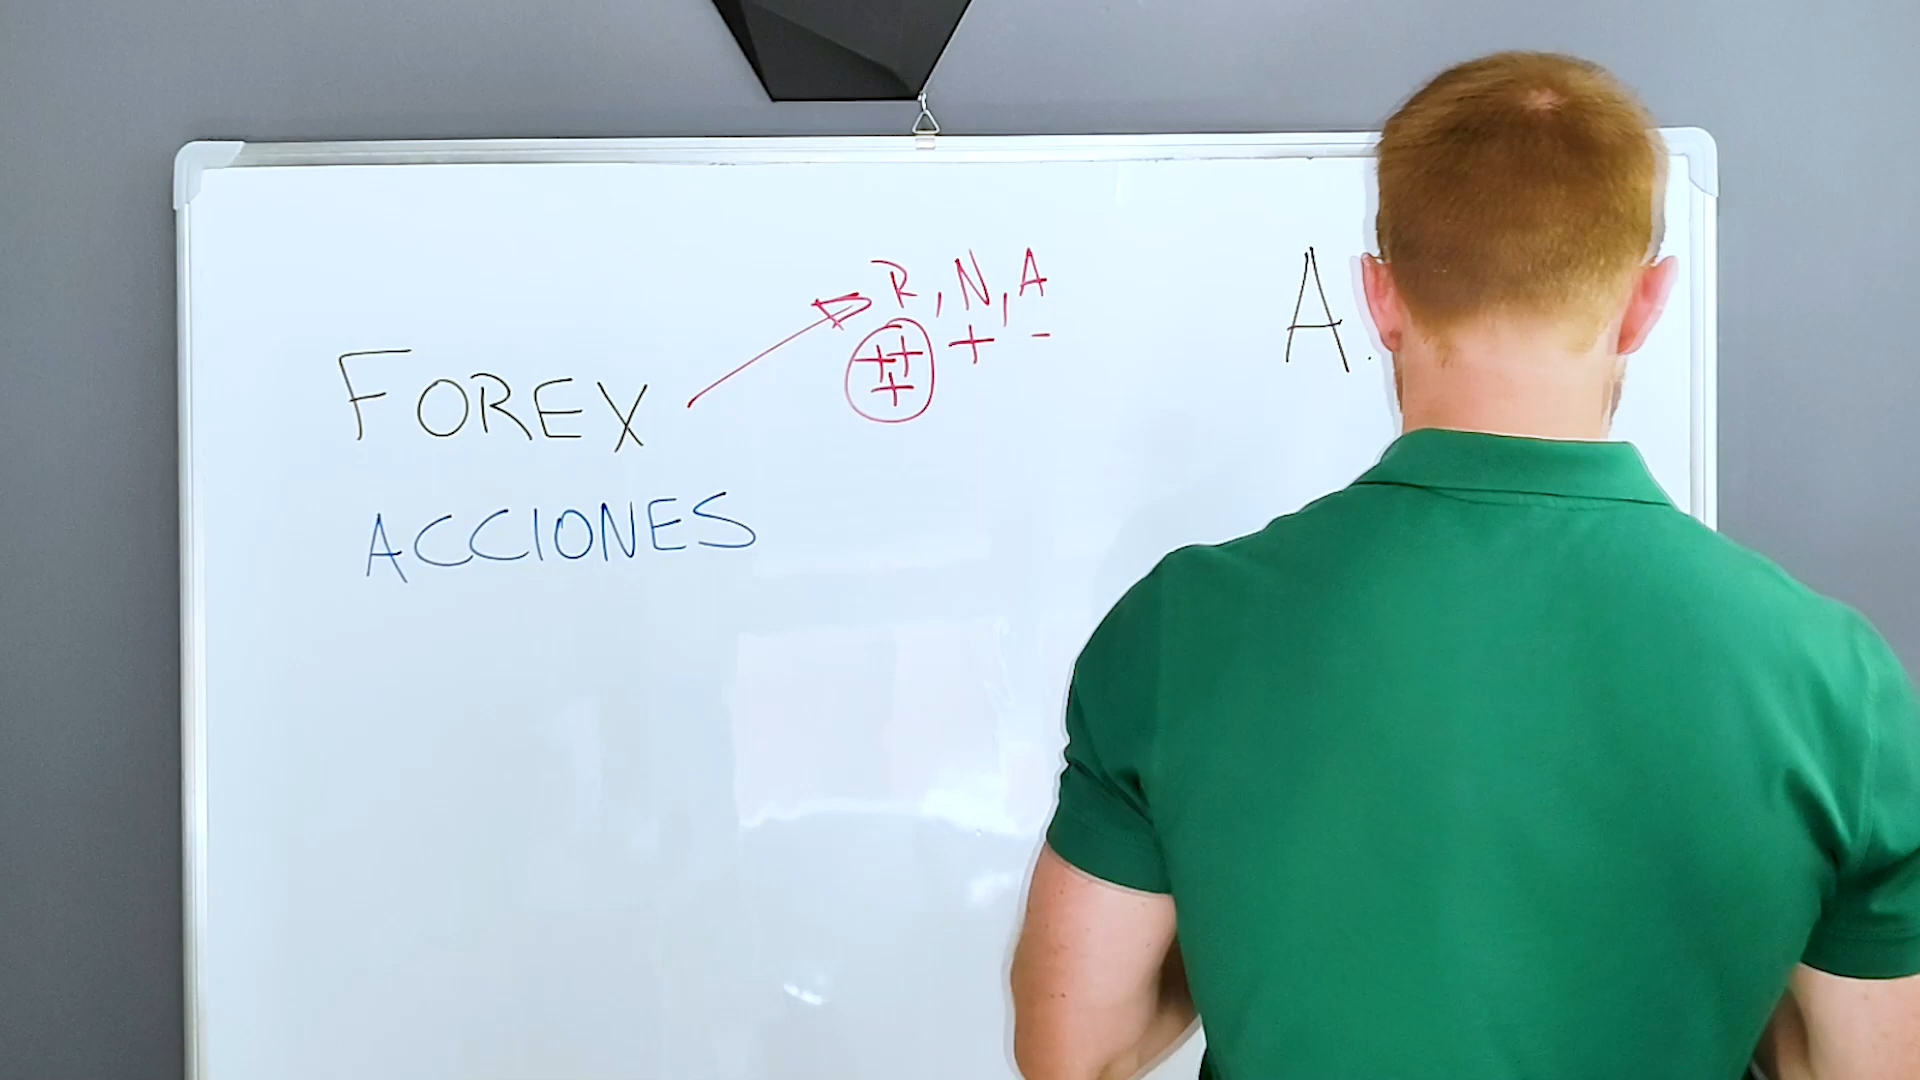 R, N, A
++ + -
+
A.
FOREX
ACCIONES